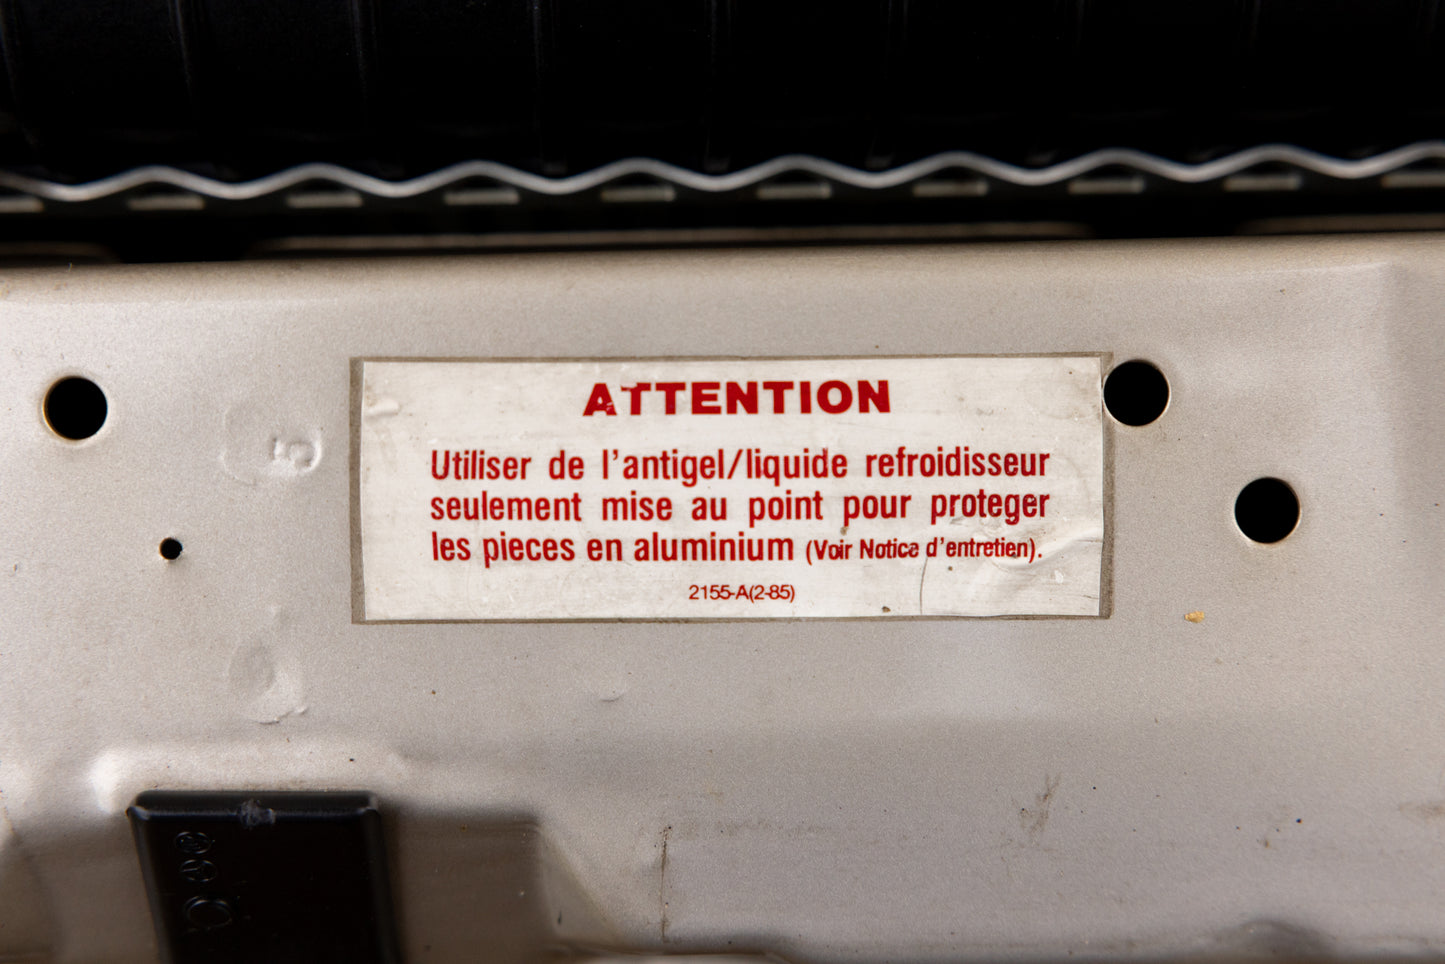 ATTENTION
Utiliser de l'antigel/liquide refroidisseur
seulement mise au point pour proteger
les pieces en aluminium (Voir Notice d'entretien).
2155-A(2-85)
5